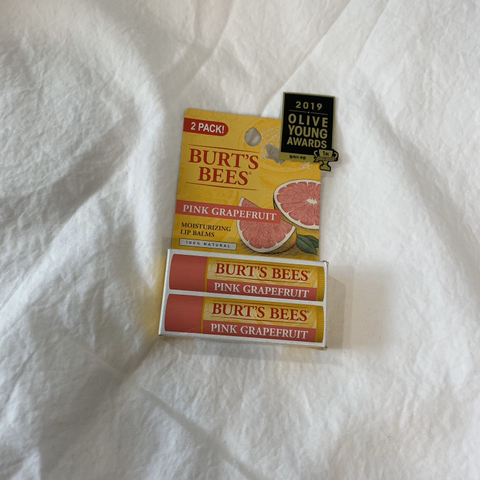 2019
OLIVE
YOUNG
AWARDS
2 PACK!
BURT'S
BEES®
PINK GRAPEFRUIT
MOISTURIZING
LIP BALMS
100% NATURAL
BURT'S BEES
PINK GRAPEFRUIT
BURT'S BEES
PINK GRAPEFRUIT